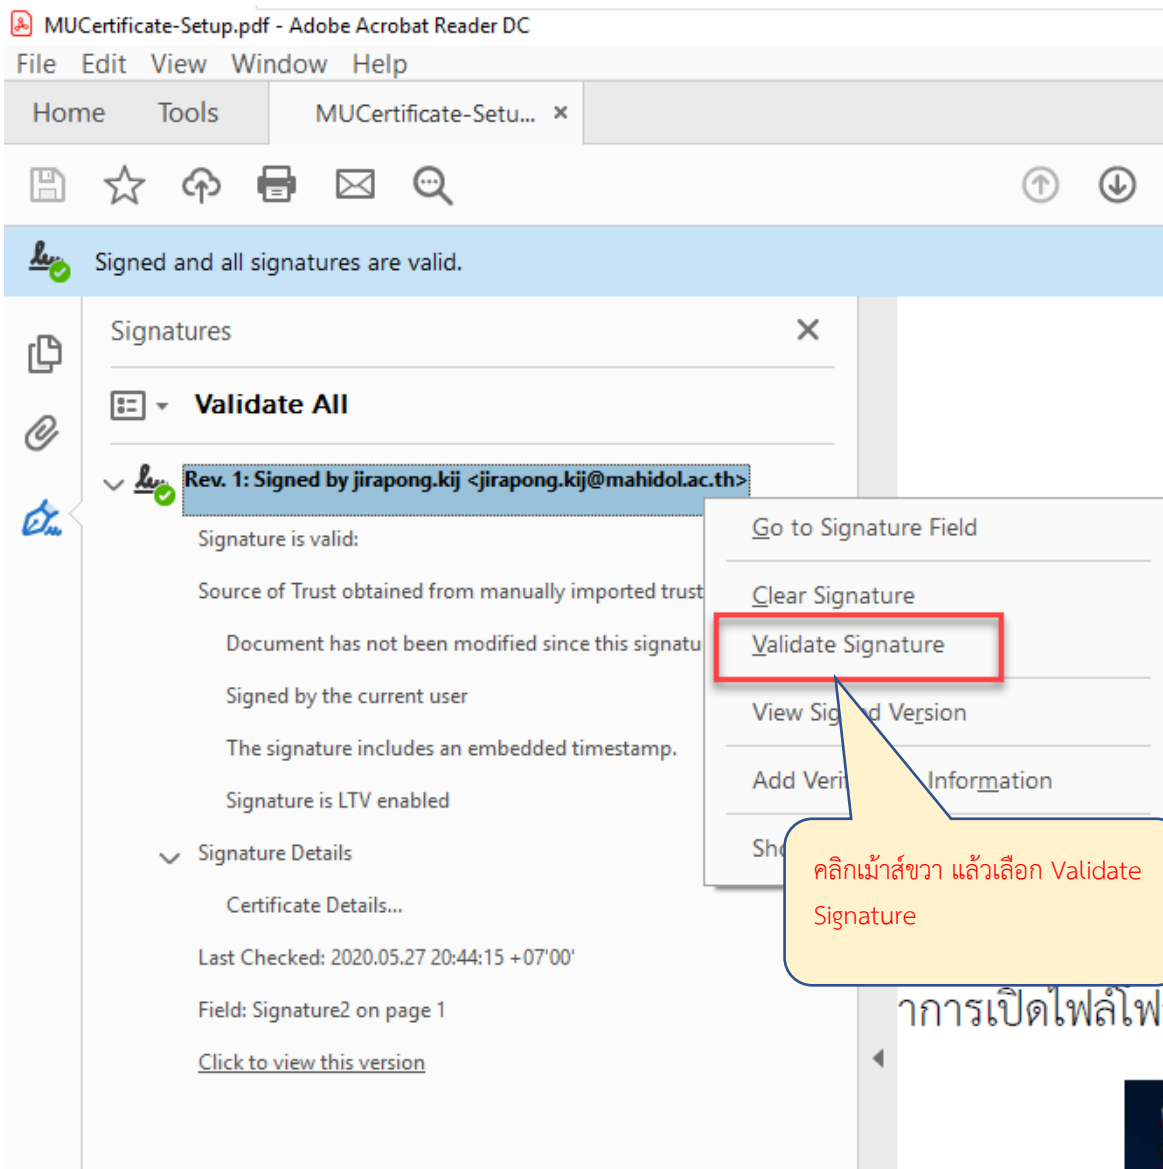 MUCertificate-Setup.pdf - Adobe Acrobat Reader DC
File Edit View Window Help
Home Tools MUCertificate-Setu... ×
Signed and all signatures are valid.
Signatures
Validate All
Rev. 1: Signed by jirapong.kij <jirapong.kij@mahidol.ac.th>
Signature is valid:
Source of Trust obtained from manually imported trust
Document has not been modified since this signatu
Signed by the current user
The signature includes an embedded timestamp.
Signature is LTV enabled
Signature Details
Certificate Details...
Last Checked: 2020.05.27 20:44:15 +07'00'
Field: Signature2 on page 1
Click to view this version
Go to Signature Field
Clear Signature
Validate Signature
View Signed Version
Add Veri Information
Sho
คลิกเม้าส์ขวา แล้วเลือก Validate
Signature
าการเปิดไฟล์โฟ